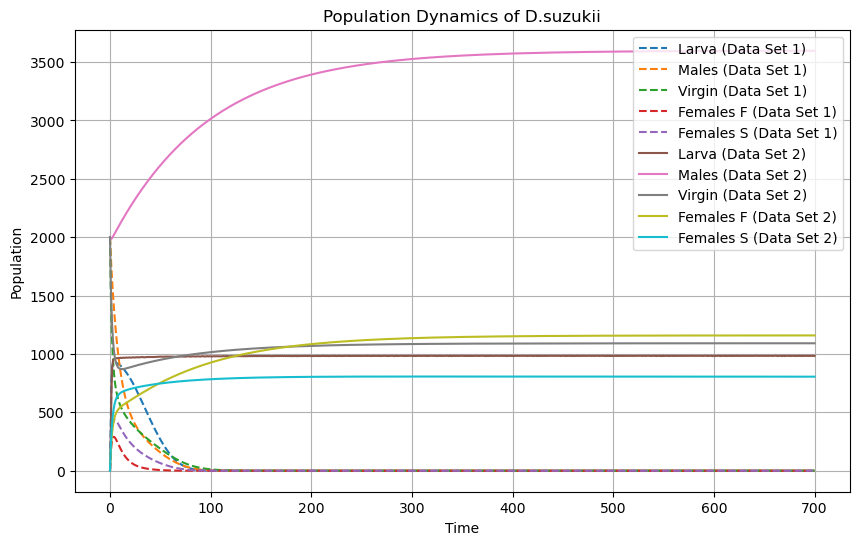 Population Dynamics of D.suzukii
Population
3500
3000
2500
2000
1500
1000
500
0
Larva (Data Set 1)
Males (Data Set 1)
Virgin (Data Set 1)
Females F (Data Set 1)
Females S (Data Set 1)
Larva (Data Set 2)
Males (Data Set 2)
Virgin (Data Set 2)
Females F (Data Set 2)
Females S (Data Set 2)
0 100 200 300 400 500 600 700
Time